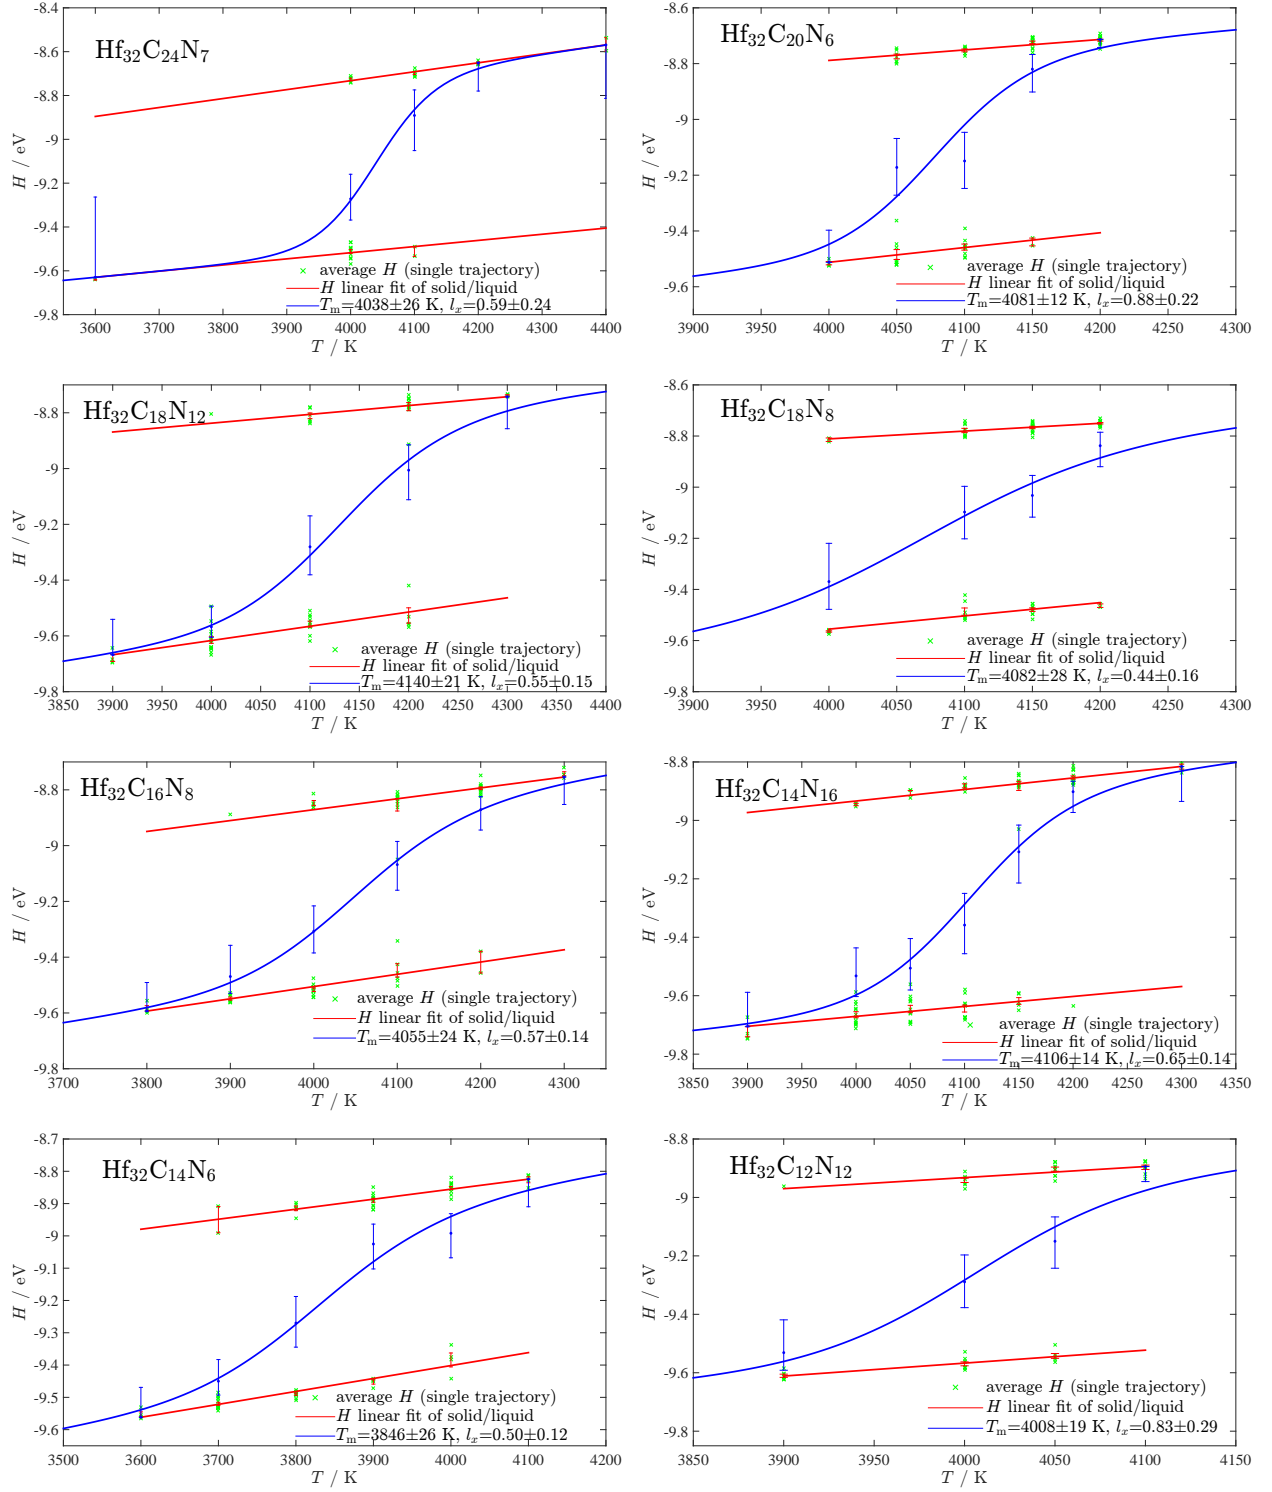 Hf32C24N7
-8.4
-8.6
-8.8
-9
-9.2
-9.4
-9.6
-9.8
H / eV
3600 3700 3800 3900 4000 4100 4200 4300 4400
T / K
average H (single trajectory)
H linear fit of solid/liquid
Tm=4038±26 K, lx=0.59±0.24
Hf32C20N6
-8.6
-8.8
-9
-9.2
-9.4
-9.6
H / eV
3900 3950 4000 4050 4100 4150 4200 4250 4300
T / K
average H (single trajectory)
H linear fit of solid/liquid
Tm=4081±12 K, lx=0.88±0.22
Hf32C18N12
-8.8
-9
-9.2
-9.4
-9.6
-9.8
H / eV
3850 3900 3950 4000 4050 4100 4150 4200 4250 4300 4350 4400
T / K
average H (single trajectory)
H linear fit of solid/liquid
Tm=4140±21 K, lx=0.55±0.15
Hf32C18N8
-8.6
-8.8
-9
-9.2
-9.4
-9.6
-9.8
H / eV
3900 3950 4000 4050 4100 4150 4200 4250 4300
T / K
average H (single trajectory)
H linear fit of solid/liquid
Tm=4082±28 K, lx=0.44±0.16
Hf32C16N8
-8.8
-9
-9.2
-9.4
-9.6
-9.8
H / eV
3700 3800 3900 4000 4100 4200 4300
T / K
average H (single trajectory)
H linear fit of solid/liquid
Tm=4055±24 K, lx=0.57±0.14
Hf32C14N16
-8.8
-9
-9.2
-9.4
-9.6
-9.8
H / eV
3850 3900 3950 4000 4050 4100 4150 4200 4250 4300 4350
T / K
average H (single trajectory)
H linear fit of solid/liquid
Tm=4106±14 K, lx=0.65±0.14
Hf32C14N6
-8.7
-8.8
-8.9
-9
-9.1
-9.2
-9.3
-9.4
-9.5
-9.6
H / eV
3500 3600 3700 3800 3900 4000 4100 4200
T / K
average H (single trajectory)
H linear fit of solid/liquid
Tm=3846±26 K, lx=0.50±0.12
Hf32C12N12
-8.8
-9
-9.2
-9.4
-9.6
-9.8
H / eV
3850 3900 3950 4000 4050 4100 4150
T / K
average H (single trajectory)
H linear fit of solid/liquid
Tm=4008±19 K, lx=0.83±0.29